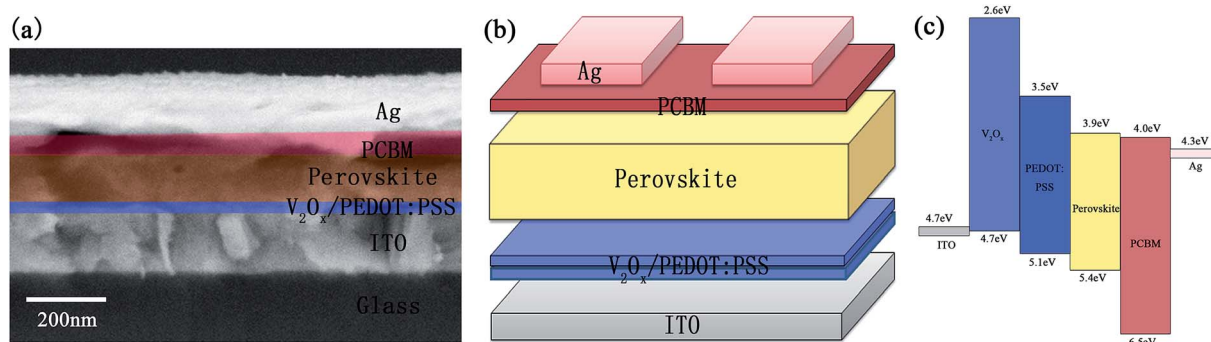 (a)
Ag
PCBM
Perovskite
V₂Oₓ/PEDOT:PSS
ITO
Glass
200nm
(b)
Ag
PCBM
Perovskite
V₂Oₓ/PEDOT:PSS
ITO
(c)
2.6eV
3.5eV
3.9eV
4.0eV
4.3eV
Ag
V₂Oₓ
PEDOT:
PSS
Perovskite
PCBM
4.7eV
ITO
4.7eV
5.1eV
5.4eV
6.5eV